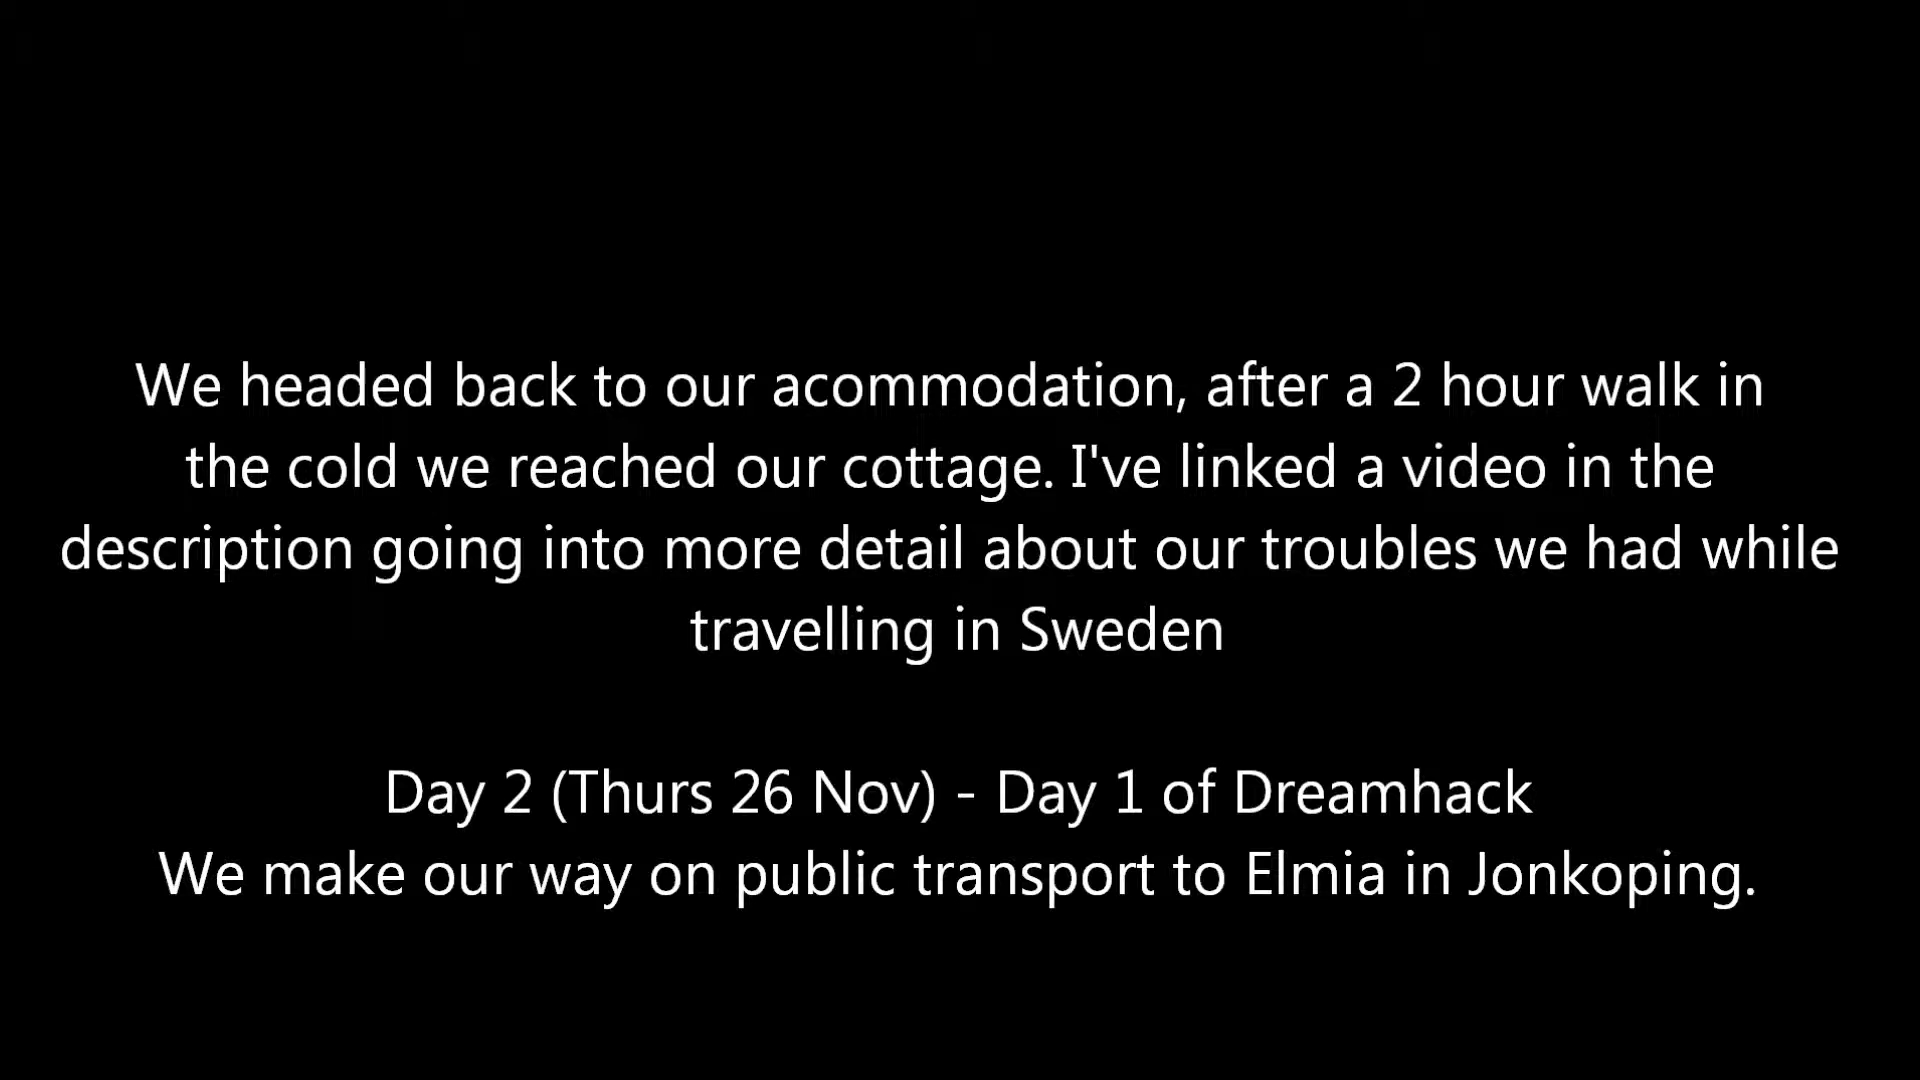 We headed back to our acommodation, after a 2 hour walk in
the cold we reached our cottage. I've linked a video in the
description going into more detail about our troubles we had while
travelling in Sweden
Day 2 (Thurs 26 Nov) - Day 1 of Dreamhack
We make our way on public transport to Elmia in Jonkoping.